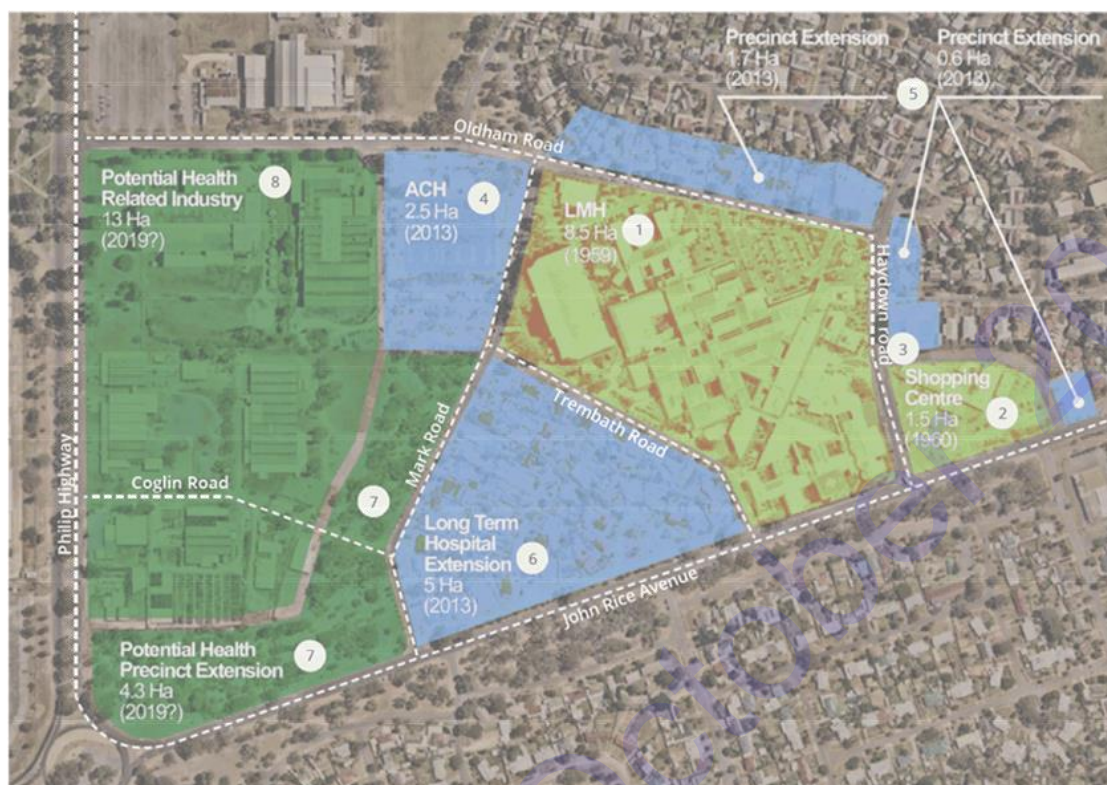 Precinct Extension
1.7 Ha
(2013)
Precinct Extension
0.6 Ha
(2013)
5
Oldham Road
Potential Health
Related Industry
13 Ha
(2019?)
8
ACH
2.5 Ha
(2013)
4
LMH
8.5 Ha
(1959)
1
Haydown road
3
Shopping
Centre
1.5 Ha
(1960)
2
Trembath Road
Mark Road
Philip Highway
Coglin Road
7
Long Term
Hospital
Extension
5 Ha
(2013)
6
John Rice Avenue
Potential Health
Precinct Extension
4.3 Ha
(2019?)
7